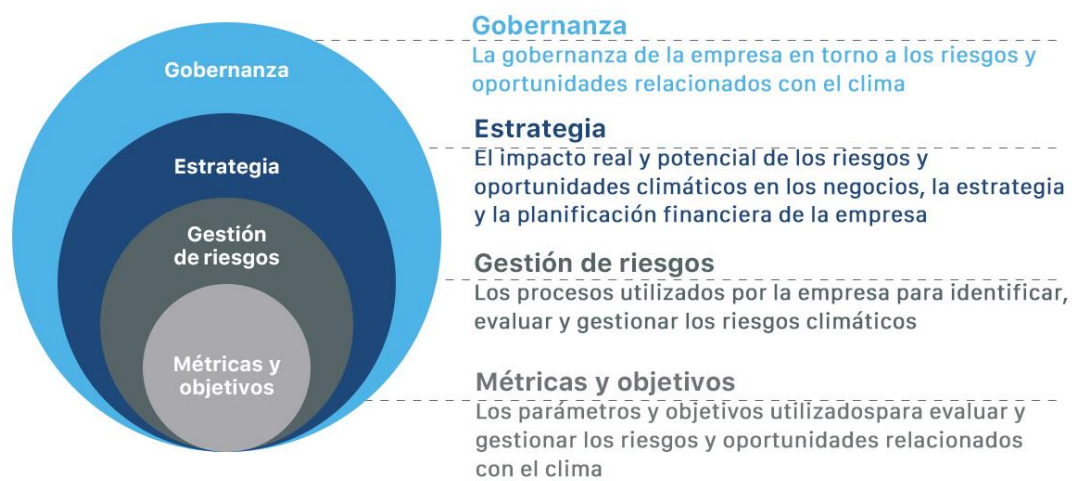 Gobernanza
Estrategia
Gestión
de riesgos
Métricas y
objetivos
Gobernanza
La gobernanza de la empresa en torno a los riesgos y
oportunidades relacionados con el clima
Estrategia
El impacto real y potencial de los riesgos y
oportunidades climáticos en los negocios, la estrategia
y la planificación financiera de la empresa
Gestión de riesgos
Los procesos utilizados por la empresa para identificar,
evaluar y gestionar los riesgos climáticos
Métricas y objetivos
Los parámetros y objetivos utilizadospara evaluar y
gestionar los riesgos y oportunidades relacionados
con el clima